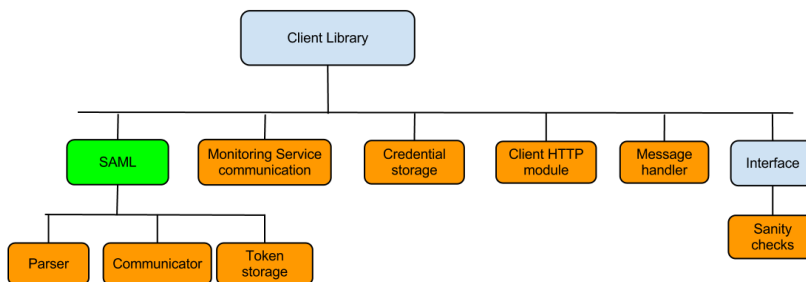 Client Library
SAML
Monitoring Service
communication
Credential
storage
Client HTTP
module
Message
handler
Interface
Parser
Communicator
Token
storage
Sanity
checks